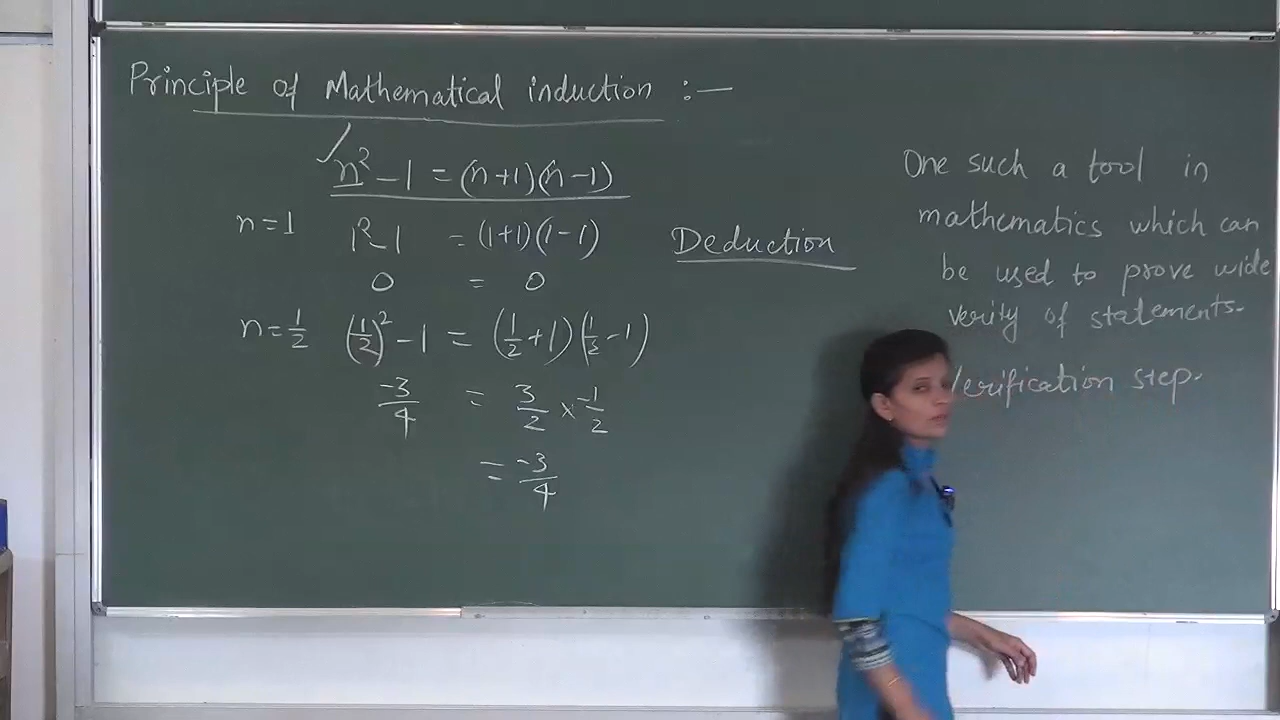 Principle of Mathematical induction :—
n² - 1 = (n+1)(n-1)
n=1 1² - 1 = (1+1)(1-1)
0 = 0
n=1/2 (1/2)² - 1 = (1/2+1)(1/2-1)
-3/4 = 3/2 × -1/2
= -3/4
Deduction
One such a tool in
mathematics which can
be used to prove wide
verity of statements.
Verification step.